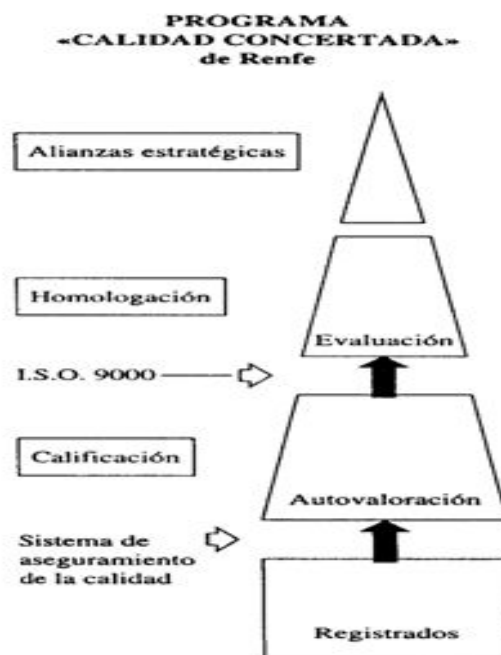 PROGRAMA
«CALIDAD CONCERTADA»
de Renfe
Alianzas estratégicas
Homologación
Evaluación
I.S.O. 9000
Calificación
Autovaloración
Sistema de
aseguramiento
de la calidad
Registrados